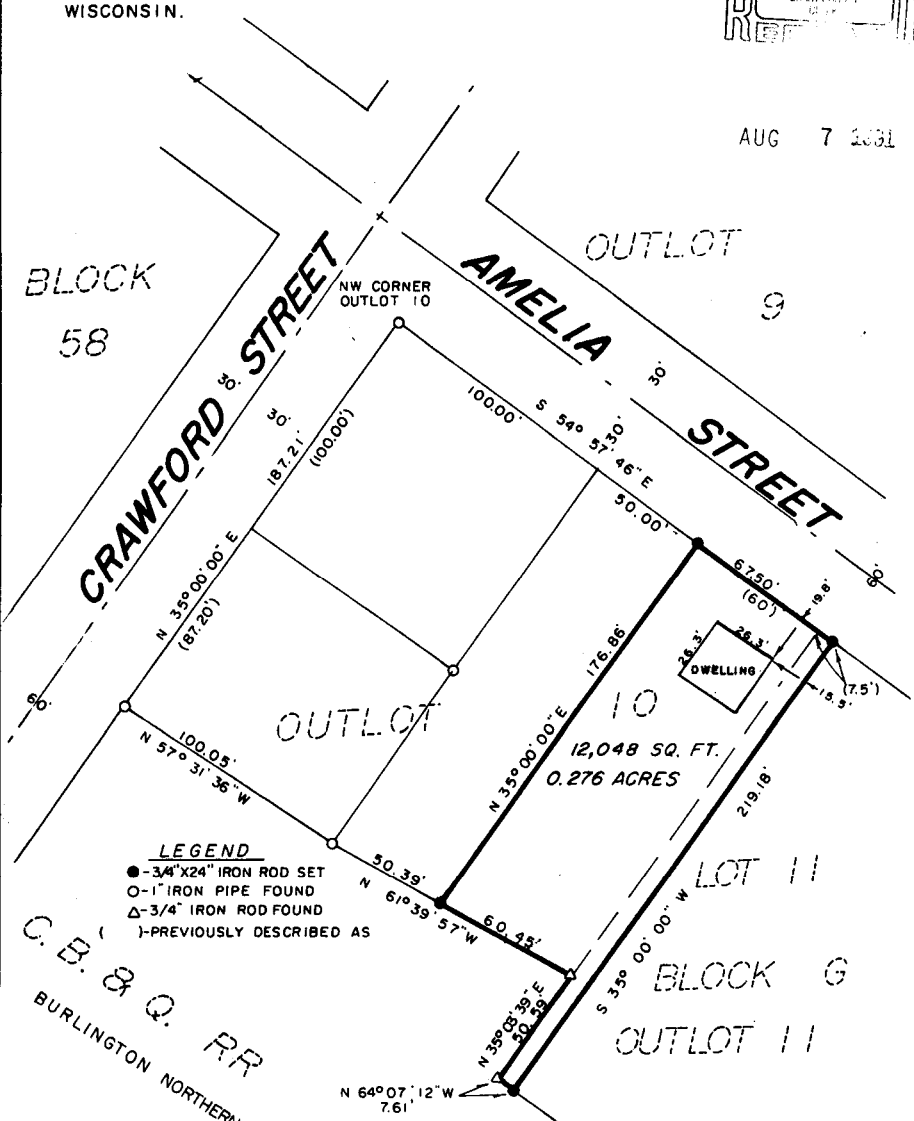 WISCONSIN.
AUG 7
OUTLOT
9
BLOCK
58
CRAWFORD STREET
AMELIA STREET
NW CORNER
OUTLOT 10
30'
30'
30'
30'
60'
60'
187.21'
(100.00')
N 35° 00' 00" E
(87.20')
100.00'
S 54° 57' 46" E
50.00'
67.50'
(60')
19.8'
26.3'
26.3'
DWELLING
(7.5')
15.5'
176.86'
N 35° 00' 00" E
OUTLOT
10
12,048 SQ. FT.
0.276 ACRES
219.18'
S 35° 00' 00" W
100.05'
N 57° 31' 36" W
50.39'
N 61° 39' 57" W
60.45'
LEGEND
●-3/4"X24" IRON ROD SET
○-1" IRON PIPE FOUND
△-3/4" IRON ROD FOUND
( )-PREVIOUSLY DESCRIBED AS
LOT 11
BLOCK G
OUTLOT 11
C. B. & Q. RR
BURLINGTON NORTHERN
N 35° 03' 39" E
50.59'
N 64° 07' 12" W
7.61'